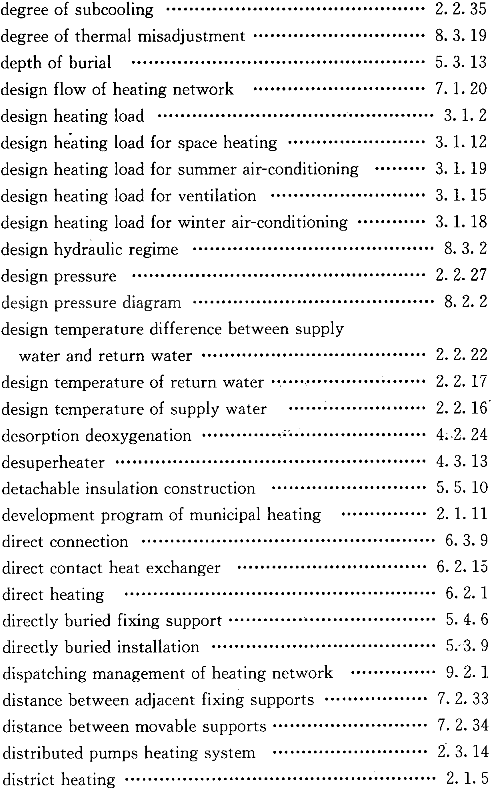 degree of subcooling ⋯⋯⋯⋯⋯⋯⋯⋯⋯⋯⋯⋯ 2.2.35
degree of thermal misadjustment ⋯⋯⋯⋯⋯⋯⋯⋯ 8.3.19
depth of burial ⋯⋯⋯⋯⋯⋯⋯⋯⋯⋯⋯⋯⋯ 5.3.13
design flow of heating network ⋯⋯⋯⋯⋯⋯⋯⋯ 7.1.20
design heating load ⋯⋯⋯⋯⋯⋯⋯⋯⋯⋯⋯⋯⋯ 3.1.2
design heating load for space heating ⋯⋯⋯⋯⋯⋯⋯ 3.1.12
design heating load for summer air-conditioning ⋯⋯⋯ 3.1.19
design heating load for ventilation ⋯⋯⋯⋯⋯⋯⋯ 3.1.15
design heating load for winter air-conditioning ⋯⋯⋯⋯ 3.1.18
design hydraulic regime ⋯⋯⋯⋯⋯⋯⋯⋯⋯⋯⋯ 8.3.2
design pressure ⋯⋯⋯⋯⋯⋯⋯⋯⋯⋯⋯⋯⋯ 2.2.27
design pressure diagram ⋯⋯⋯⋯⋯⋯⋯⋯⋯⋯⋯ 8.2.2
design temperature difference between supply
water and return water ⋯⋯⋯⋯⋯⋯⋯⋯⋯⋯ 2.2.22
design temperature of return water ⋯⋯⋯⋯⋯⋯⋯ 2.2.17
design temperature of supply water ⋯⋯⋯⋯⋯⋯ 2.2.16
desorption deoxygenation ⋯⋯⋯⋯⋯⋯⋯⋯⋯⋯ 4.2.24
desuperheater ⋯⋯⋯⋯⋯⋯⋯⋯⋯⋯⋯⋯⋯⋯ 4.3.13
detachable insulation construction ⋯⋯⋯⋯⋯⋯⋯ 5.5.10
development program of municipal heating ⋯⋯⋯⋯ 2.1.11
direct connection ⋯⋯⋯⋯⋯⋯⋯⋯⋯⋯⋯⋯⋯ 6.3.9
direct contact heat exchanger ⋯⋯⋯⋯⋯⋯⋯⋯ 6.2.15
direct heating ⋯⋯⋯⋯⋯⋯⋯⋯⋯⋯⋯⋯⋯⋯ 6.2.1
directly buried fixing support ⋯⋯⋯⋯⋯⋯⋯⋯⋯ 5.4.6
directly buried installation ⋯⋯⋯⋯⋯⋯⋯⋯⋯⋯ 5.3.9
dispatching management of heating network ⋯⋯⋯⋯ 9.2.1
distance between adjacent fixing supports ⋯⋯⋯⋯⋯ 7.2.33
distance between movable supports ⋯⋯⋯⋯⋯⋯⋯ 7.2.34
distributed pumps heating system ⋯⋯⋯⋯⋯⋯⋯ 2.3.14
district heating ⋯⋯⋯⋯⋯⋯⋯⋯⋯⋯⋯⋯⋯⋯ 2.1.5